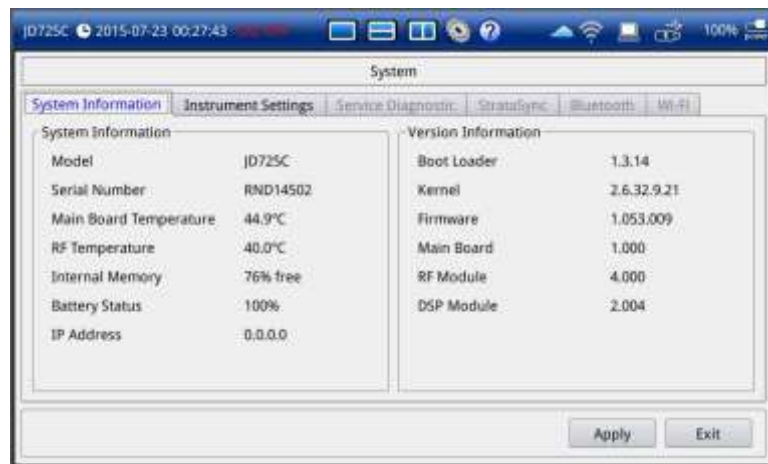 JD725C 2015-07-23 00:27:43
100%
System
System Information Instrument Settings Service Diagnostic StrataSync Bluetooth Wi-Fi
System Information Version Information
Model JD725C Boot Loader 1.3.14
Serial Number RND14502 Kernel 2.6.32.9.21
Main Board Temperature 44.9°C Firmware 1.053.009
RF Temperature 40.0°C Main Board 1.000
Internal Memory 76% free RF Module 4.000
Battery Status 100% DSP Module 2.004
IP Address 0.0.0.0
Apply Exit